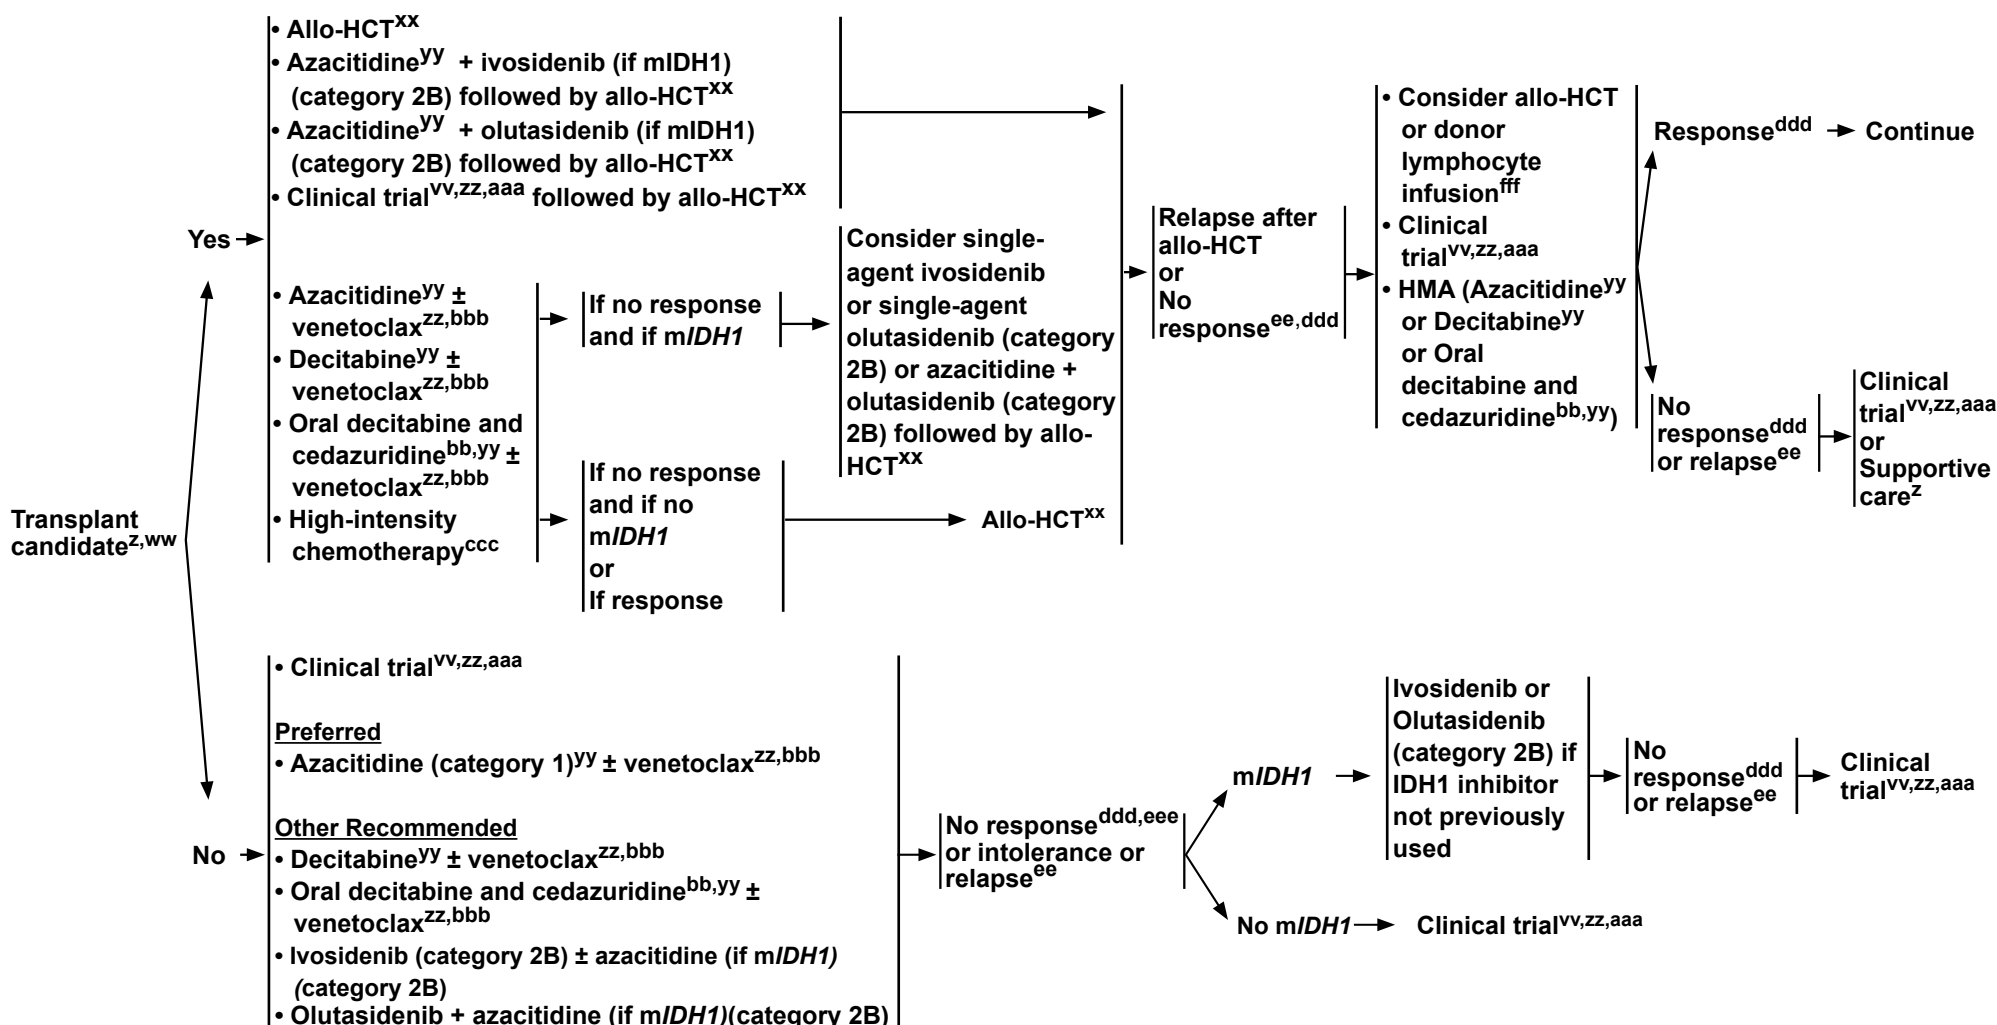 Transplant
candidatez,ww
Yes
• Allo-HCTxx
• Azacitidineyy + ivosidenib (if mIDH1)
(category 2B) followed by allo-HCTxx
• Azacitidineyy + olutasidenib (if mIDH1)
(category 2B) followed by allo-HCTxx
• Clinical trialvv,zz,aaa followed by allo-HCTxx
• Azacitidineyy ±
venetoclaxzz,bbb
• Decitabineyy ±
venetoclaxzz,bbb
• Oral decitabine and
cedazuridinebb,yy ±
venetoclaxzz,bbb
• High-intensity
chemotherapyccc
If no response
and if mIDH1
Consider single-
agent ivosidenib
or single-agent
olutasidenib (category
2B) or azacitidine +
olutasidenib (category
2B) followed by allo-
HCTxx
If no response
and if no
mIDH1
or
If response
Allo-HCTxx
Relapse after
allo-HCT
or
No
responseee,ddd
• Consider allo-HCT
or donor
lymphocyte
infusionfff
• Clinical
trialvv,zz,aaa
• HMA (Azacitidineyy
or Decitabineyy
or Oral
decitabine and
cedazuridinebb,yy)
Responseddd
Continue
No
responseddd
or relapseee
Clinical
trialvv,zz,aaa
or
Supportive
carez
No
• Clinical trialvv,zz,aaa
Preferred
• Azacitidine (category 1)yy ± venetoclaxzz,bbb
Other Recommended
• Decitabineyy ± venetoclaxzz,bbb
• Oral decitabine and cedazuridinebb,yy ±
venetoclaxzz,bbb
• Ivosidenib (category 2B) ± azacitidine (if mIDH1)
(category 2B)
• Olutasidenib + azacitidine (if mIDH1)(category 2B)
No responseddd,eee
or intolerance or
relapseee
mIDH1
Ivosidenib or
Olutasidenib
(category 2B) if
IDH1 inhibitor
not previously
used
No
responseddd
or relapseee
Clinical
trialvv,zz,aaa
No mIDH1
Clinical trialvv,zz,aaa